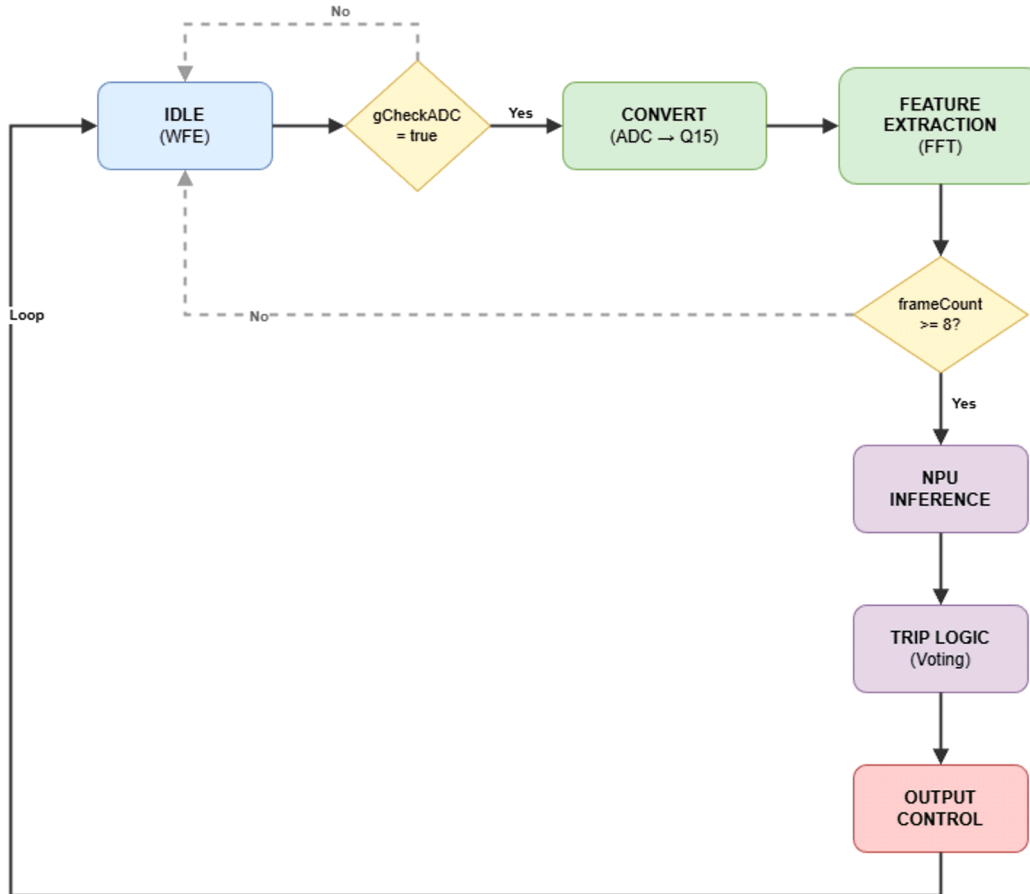 No
IDLE
(WFE)
gCheckADC
= true
Yes
CONVERT
(ADC → Q15)
FEATURE
EXTRACTION
(FFT)
Loop
No
frameCount
>= 8?
Yes
NPU
INFERENCE
TRIP LOGIC
(Voting)
OUTPUT
CONTROL